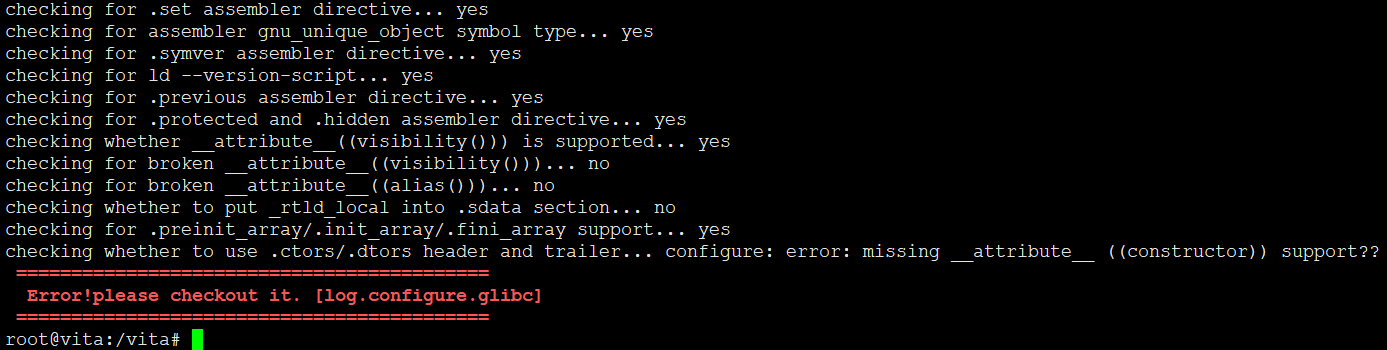 checking for .set assembler directive... yes
checking for assembler gnu_unique_object symbol type... yes
checking for .symver assembler directive... yes
checking for ld --version-script... yes
checking for .previous assembler directive... yes
checking for .protected and .hidden assembler directive... yes
checking whether __attribute__((visibility())) is supported... yes
checking for broken __attribute__((visibility()))... no
checking for broken __attribute__((alias()))... no
checking whether to put _rtld_local into .sdata section... no
checking for .preinit_array/.init_array/.fini_array support... yes
checking whether to use .ctors/.dtors header and trailer... configure: error: missing __attribute__ ((constructor)) support??
===========================================
Error!please checkout it. [log.configure.glibc]
===========================================
root@vita:/vita#